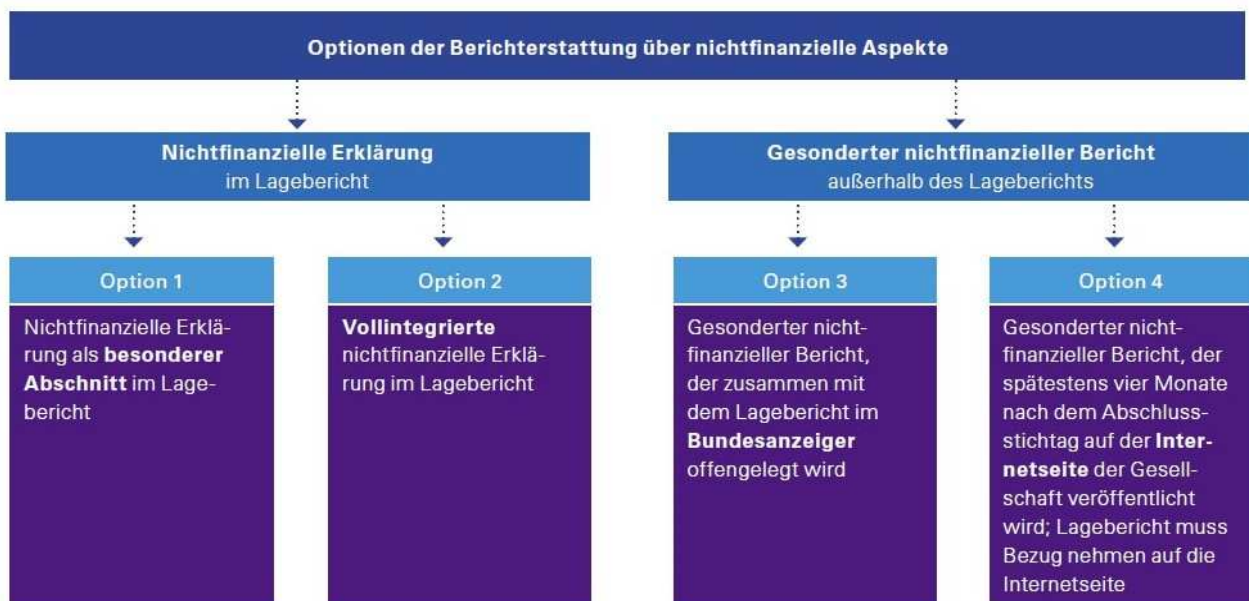 Optionen der Berichterstattung über nichtfinanzielle Aspekte
Nichtfinanzielle Erklärung
im Lagebericht
Gesonderter nichtfinanzieller Bericht
außerhalb des Lageberichts
Option 1
Nichtfinanzielle Erklä-
rung als besonderer
Abschnitt im Lage-
bericht
Option 2
Vollintegrierte
nichtfinanzielle Erklä-
rung im Lagebericht
Option 3
Gesonderter nicht-
finanzieller Bericht,
der zusammen mit
dem Lagebericht im
Bundesanzeiger
offengelegt wird
Option 4
Gesonderter nicht-
finanzieller Bericht, der
spätestens vier Monate
nach dem Abschluss-
stichtag auf der Inter-
netseite der Gesell-
schaft veröffentlicht
wird; Lagebericht muss
Bezug nehmen auf die
Internetseite